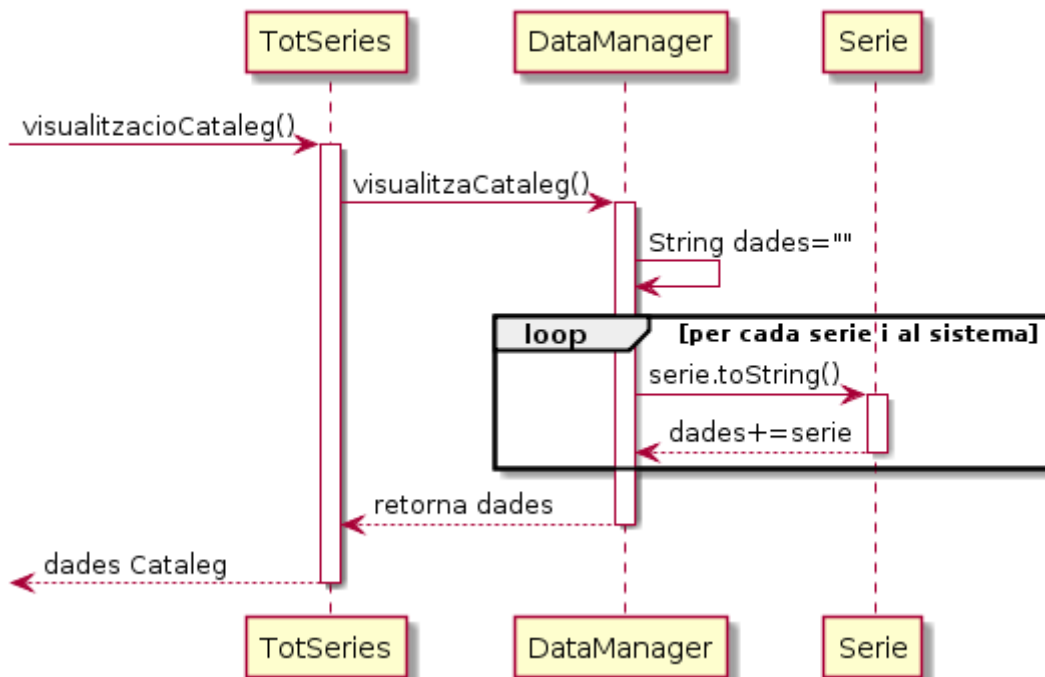 TotSeries
DataManager
Serie
visualitzacioCataleg()
visualitzaCataleg()
String dades=""
loop
[per cada serie i al sistema]
serie.toString()
dades+=serie
retorna dades
dades Cataleg
TotSeries
DataManager
Serie